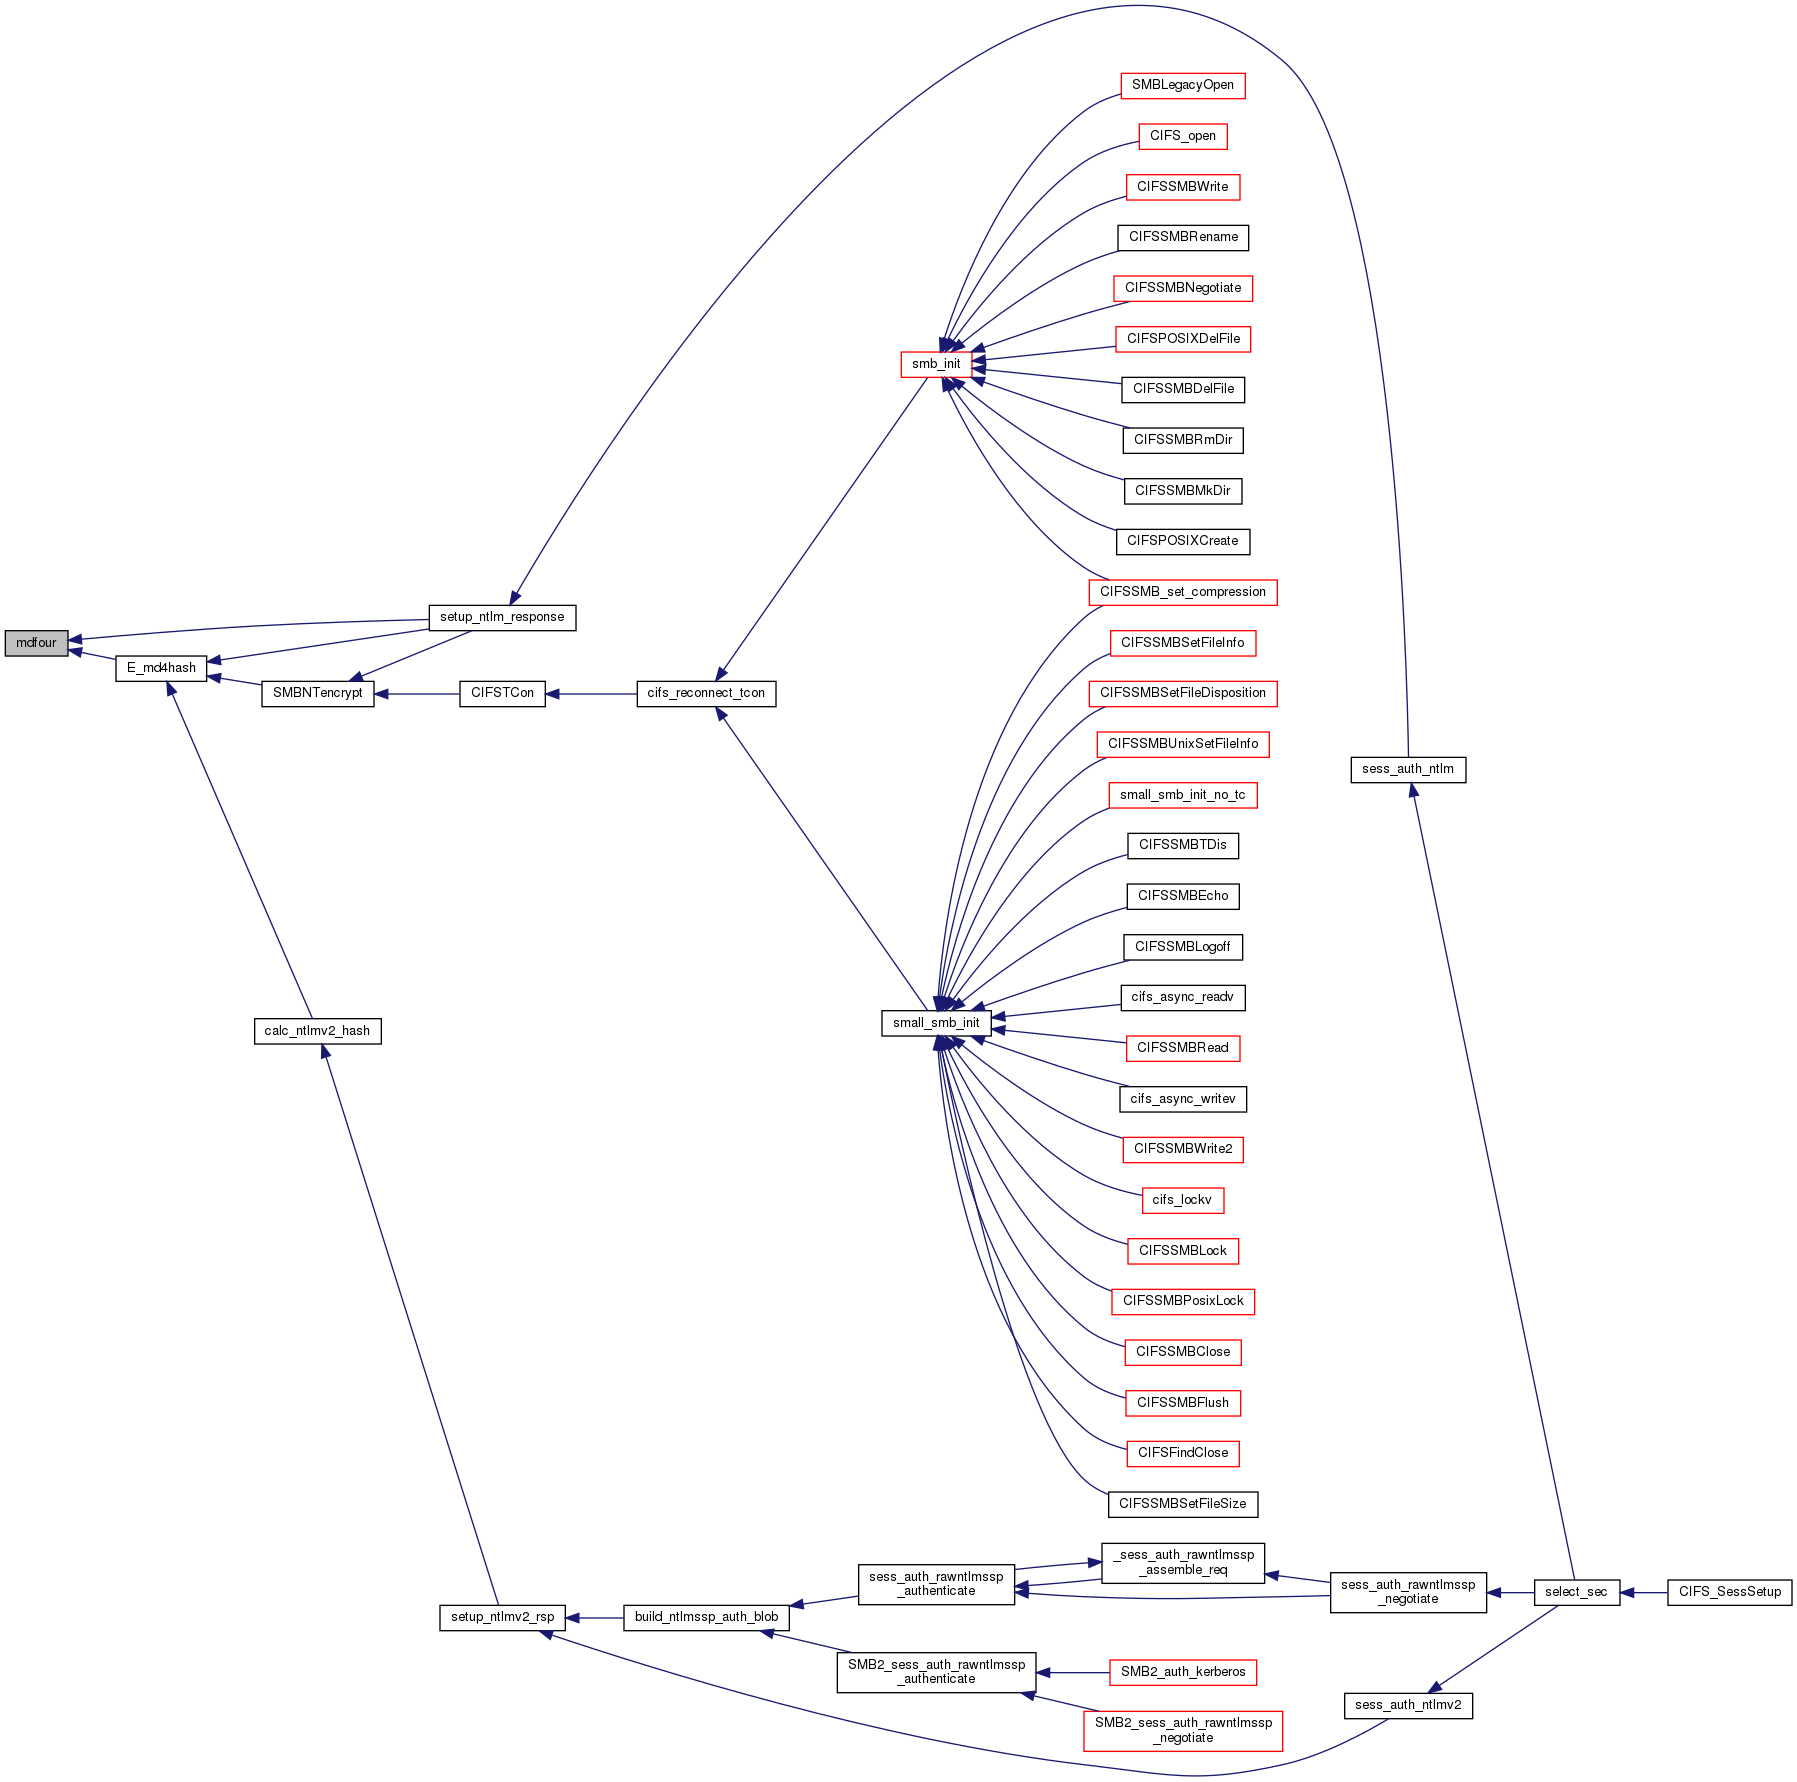 SMBLegacyOpen
CIFS_open
CIFSSMBWrite
CIFSSMBRename
CIFSSMBNegotiate
CIFSPOSIXDelFile
smb_init
CIFSSMBDelFile
CIFSSMBRmDir
CIFSSMBMkDir
CIFSPOSIXCreate
CIFSSMB_set_compression
setup_ntlm_response
mdfour
CIFSSMBSetFileInfo
E_md4hash
SMBNTencrypt
CIFSTCon
cifs_reconnect_tcon
CIFSSMBSetFileDisposition
CIFSSMBUnixSetFileInfo
sess_auth_ntlm
small_smb_init_no_tc
CIFSSMBTDis
CIFSSMBEcho
CIFSSMBLogoff
cifs_async_readv
small_smb_init
calc_ntlmv2_hash
CIFSSMBRead
cifs_async_writev
CIFSSMBWrite2
cifs_lockv
CIFSSMBLock
CIFSSMBPosixLock
CIFSSMBClose
CIFSSMBFlush
CIFSFindClose
CIFSSMBSetFileSize
_sess_auth_rawntlmssp
_assemble_req
sess_auth_rawntlmssp
_authenticate
sess_auth_rawntlmssp
_negotiate
select_sec
CIFS_SessSetup
setup_ntlmv2_rsp
build_ntlmssp_auth_blob
SMB2_sess_auth_rawntlmssp
_authenticate
SMB2_auth_kerberos
sess_auth_ntlmv2
SMB2_sess_auth_rawntlmssp
_negotiate